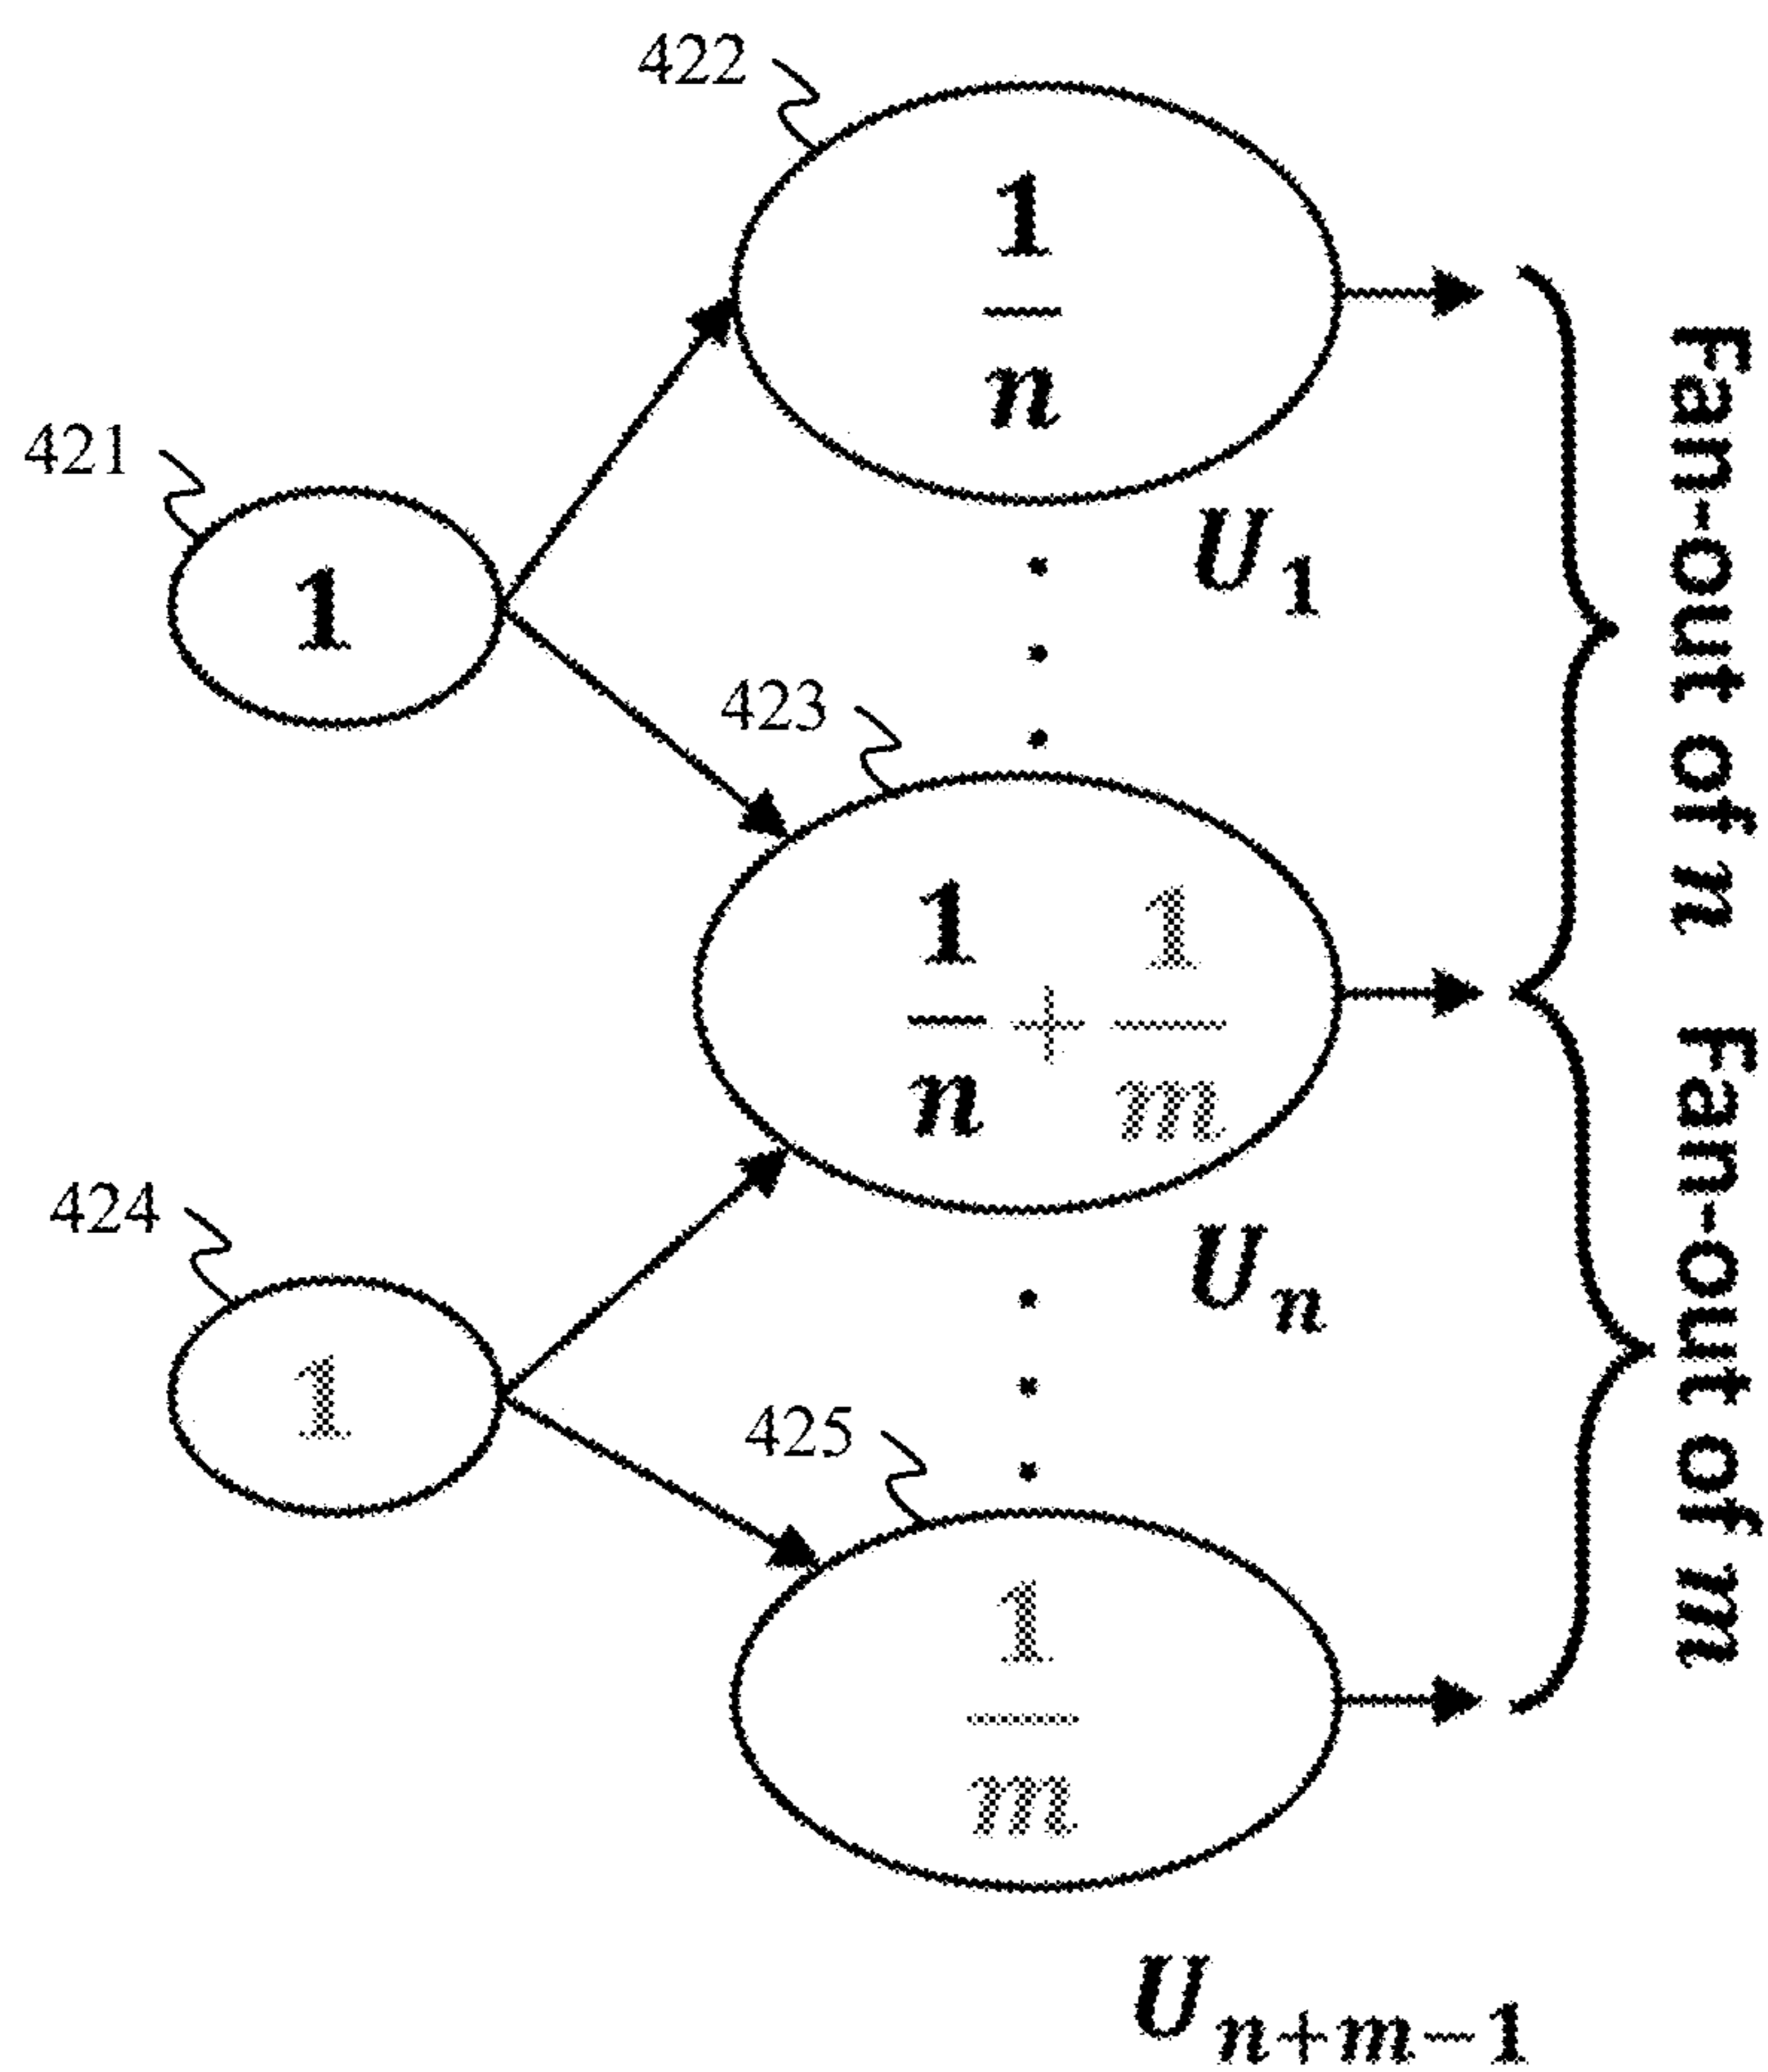 422
1
n
U1
421
1
423
1 1
+
n m
Un
424
1
425
1
m
Un+m−1
Fan-out of n
Fan-out of m